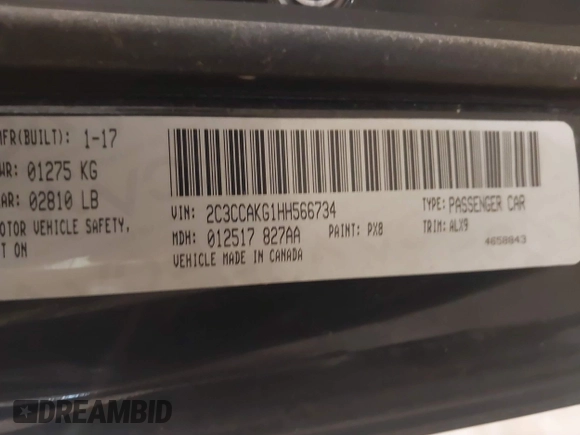 MFR(BUILT): 1-17
WR: 01275 KG
AR: 02810 LB
OTOR VEHICLE SAFETY,
T ON
VIN: 2C3CCAKG1HH566734
TYPE: PASSENGER CAR
MDH: 012517 827AA
PAINT: PX8
TRIM: ALX9
VEHICLE MADE IN CANADA
4658843
DREAMBID